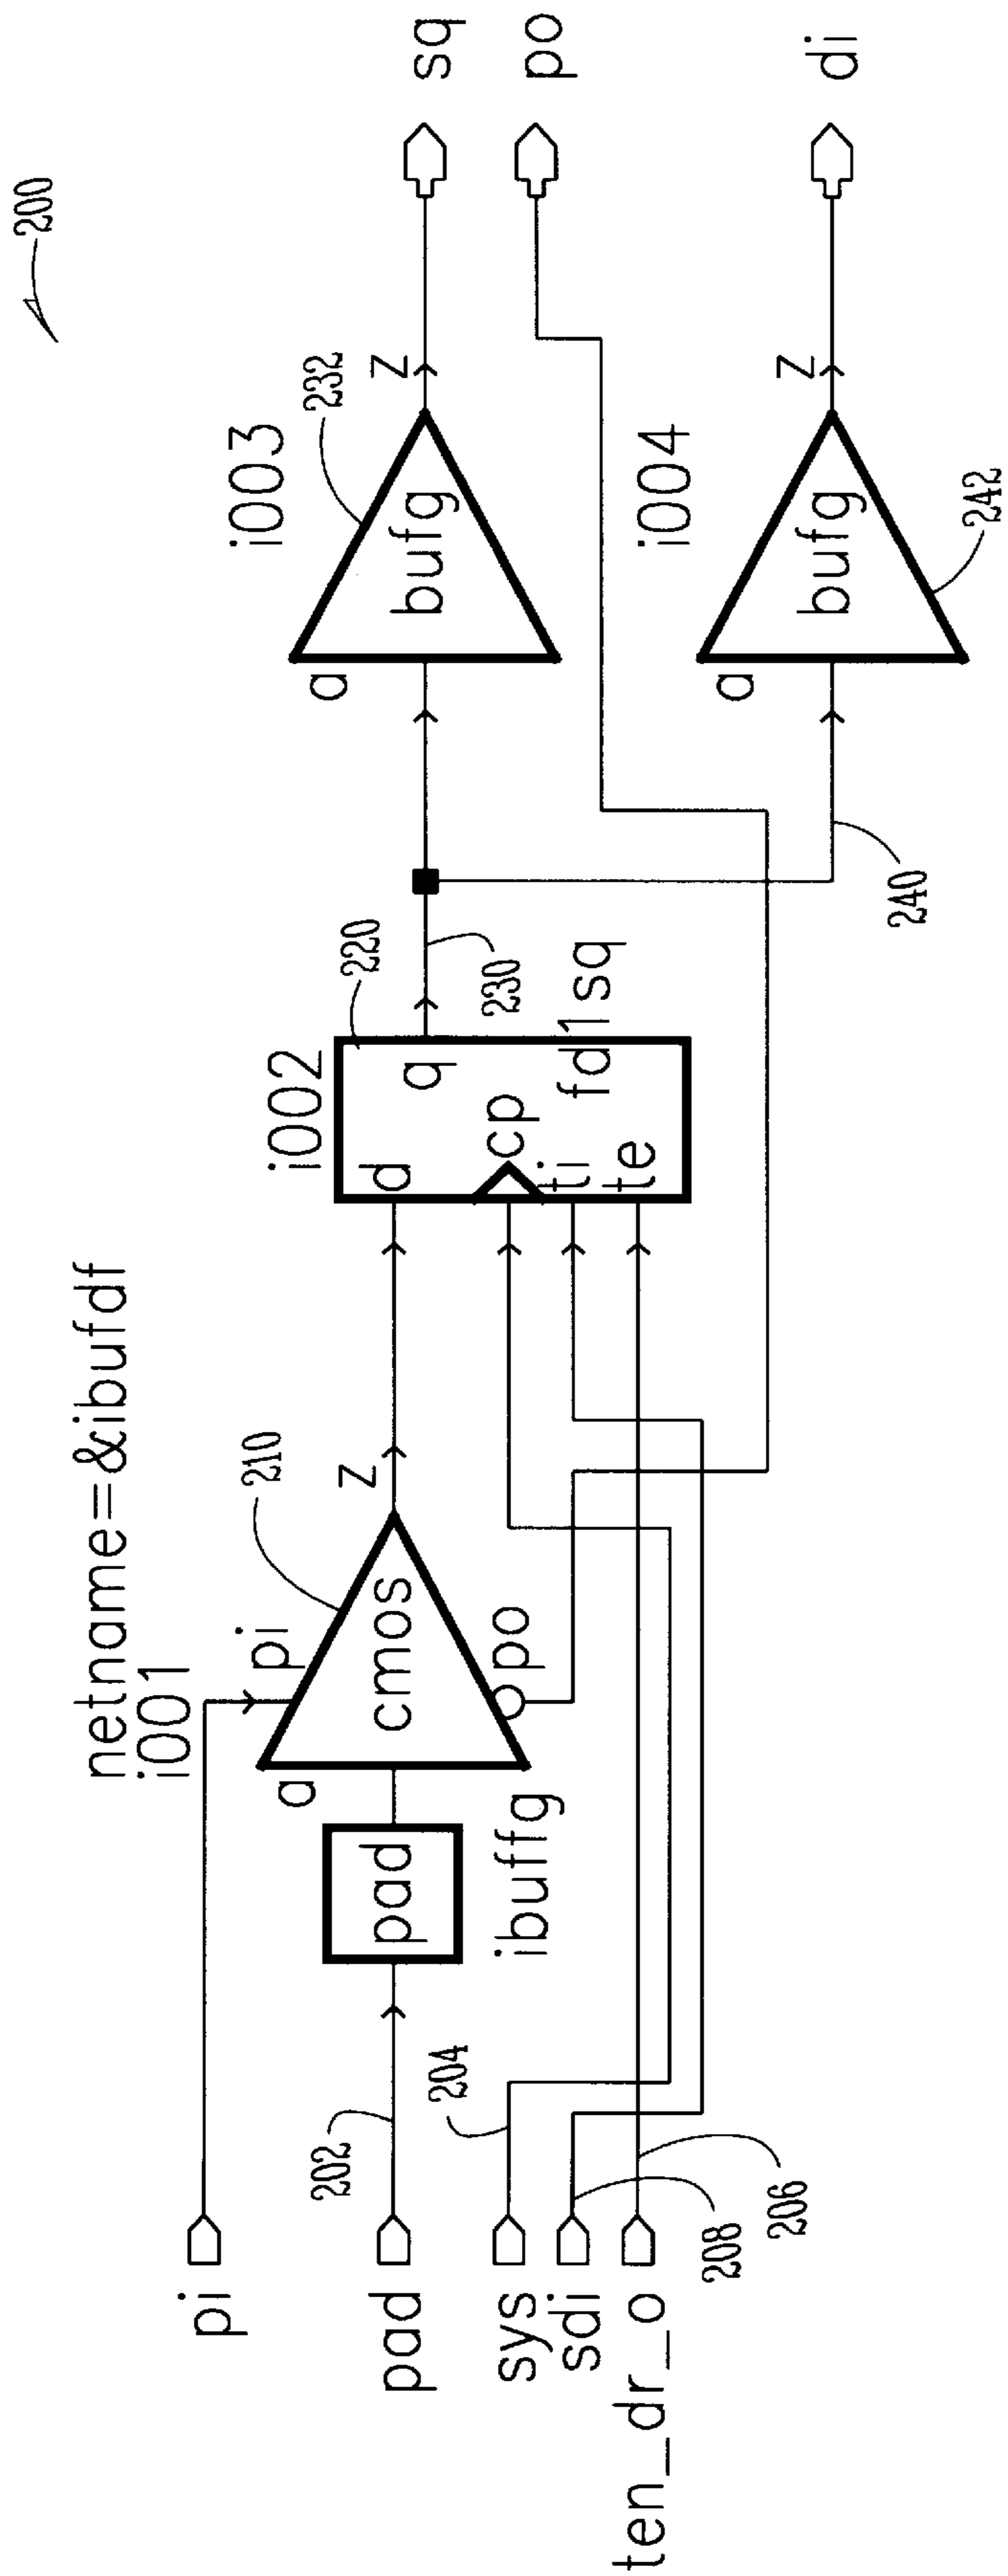 200
netname=&ibufdf
i001
pi
pi
210
a
cmos
z
po
pad
pad
202
ibuffg
sys
204
sdi
208
ten_dr_o
206
i002
220
d
q
cp
ti
fd1sq
te
230
240
i003
232
a
bufg
z
sq
po
i004
242
a
bufg
z
di